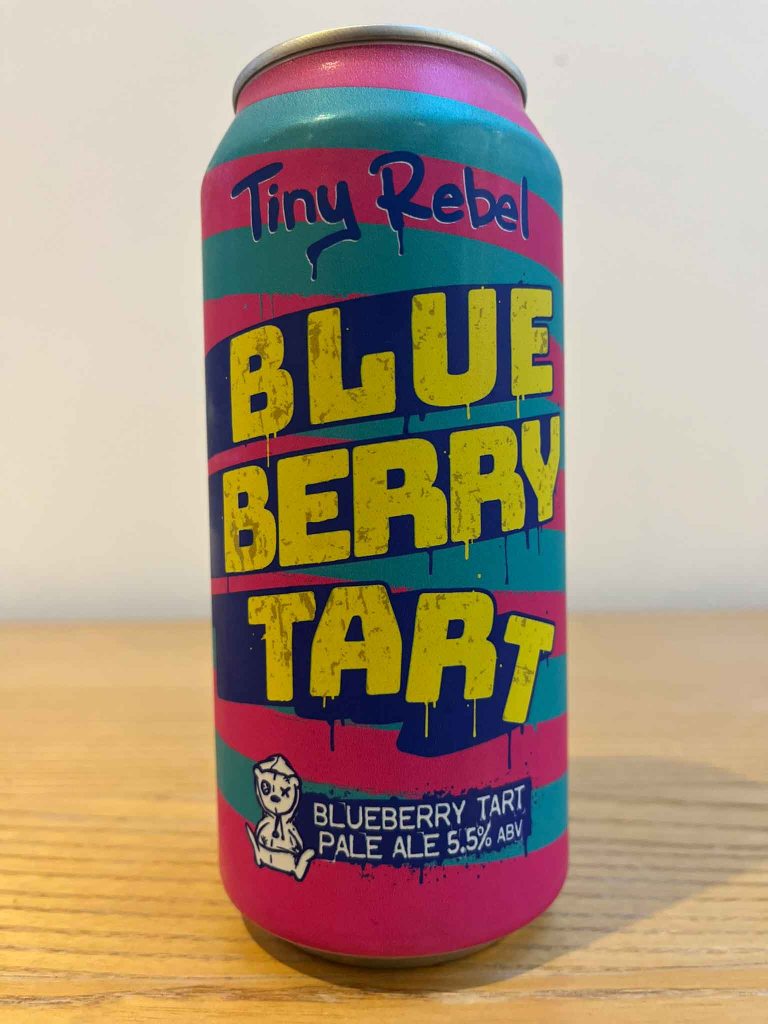 Tiny Rebel
BLUE
BERRY
TART
BLUEBERRY TART
PALE ALE 5.5% ABV